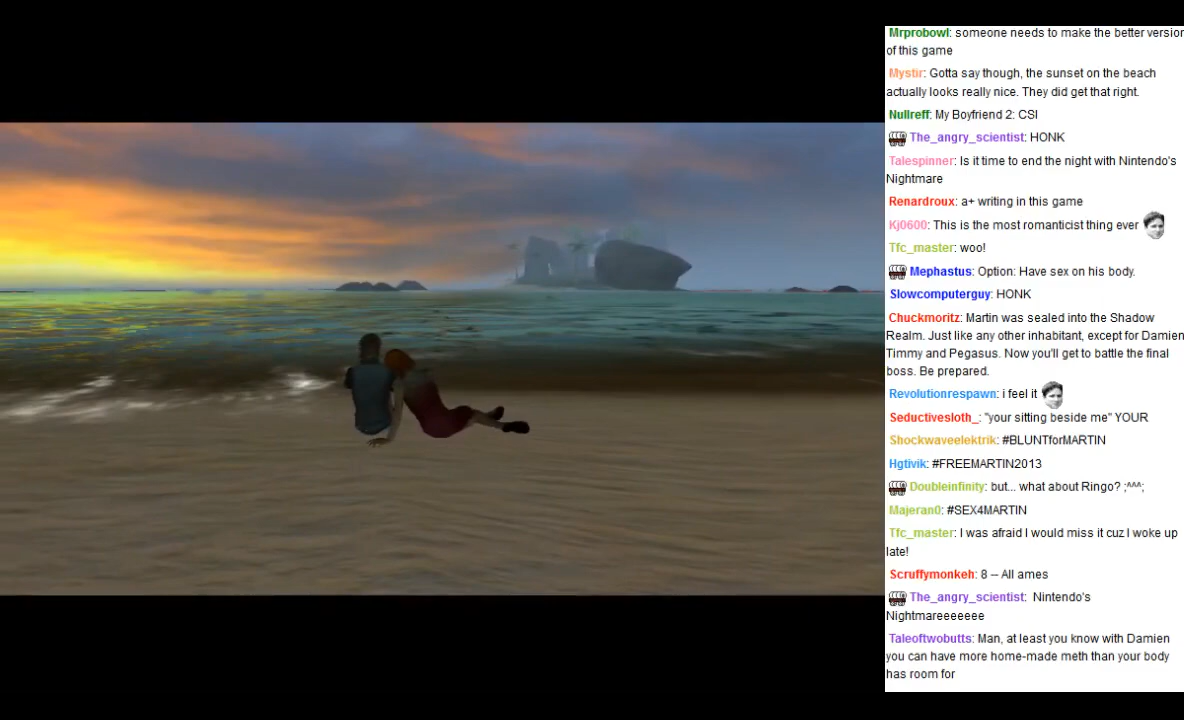 Mrprobowl: someone needs to make the better version
of this game
Mystir: Gotta say though, the sunset on the beach
actually looks really nice. They did get that right.
Nullreff: My Boyfriend 2: CSI
The_angry_scientist: HONK
Talespinner: Is it time to end the night with Nintendo's
Nightmare
Renardroux: a+ writing in this game
Kj0600: This is the most romanticist thing ever
Tfc_master: woo!
Mephastus: Option: Have sex on his body.
Slowcomputerguy: HONK
Chuckmoritz: Martin was sealed into the Shadow
Realm. Just like any other inhabitant, except for Damien
Timmy and Pegasus. Now you'll get to battle the final
boss. Be prepared.
Revolutionrespawn: i feel it
Seductivesloth_: "your sitting beside me" YOUR
Shockwaveelektrik: #BLUNTforMARTIN
Hgtivik: #FREEMARTIN2013
Doubleinfinity: but... what about Ringo? ;^^^;
Majeran0: #SEX4MARTIN
Tfc_master: I was afraid I would miss it cuz I woke up
late!
Scruffymonkeh: 8 -- All ames
The_angry_scientist: Nintendo's
Nightmareeeeeee
Taleoftwobutts: Man, at least you know with Damien
you can have more home-made meth than your body
has room for